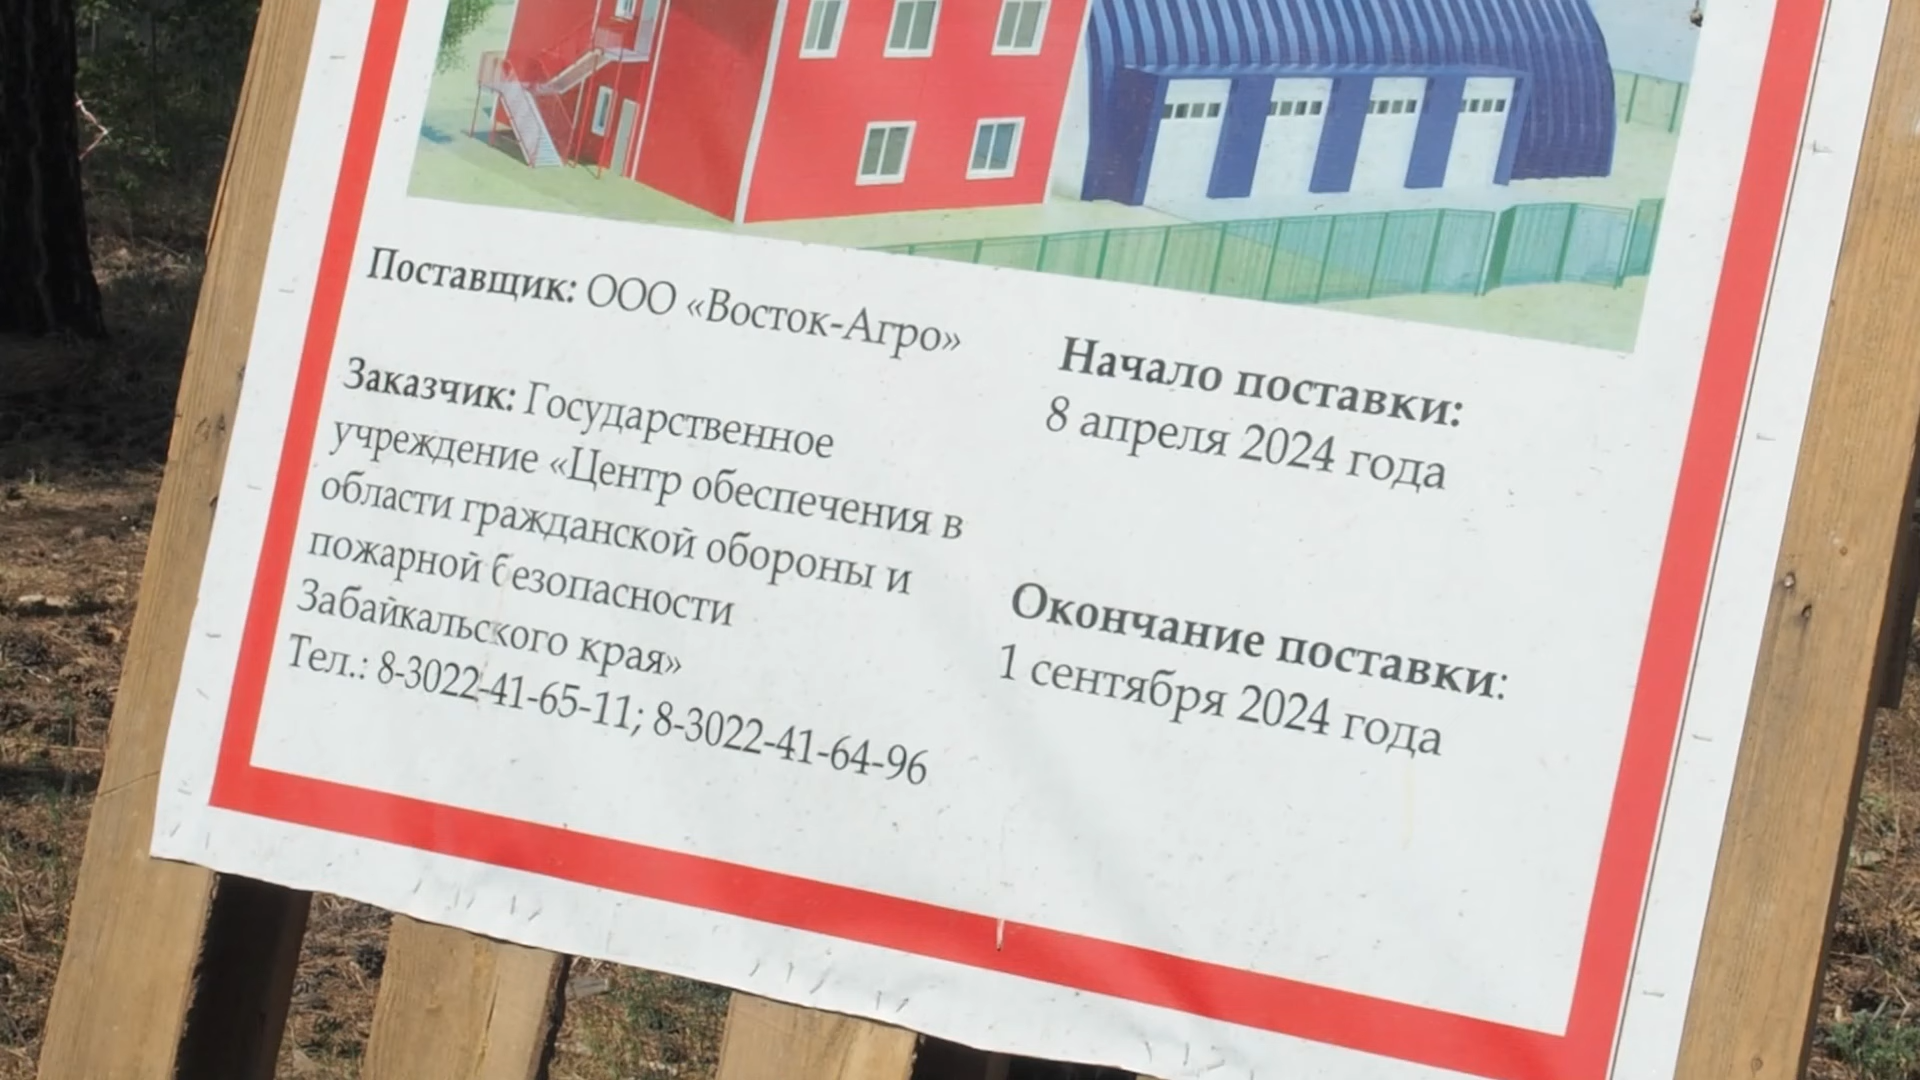 Поставщик: ООО «Восток-Агро»
Заказчик: Государственное
учреждение «Центр обеспечения в
области гражданской обороны и
пожарной безопасности
Забайкальского края»
Тел.: 8-3022-41-65-11; 8-3022-41-64-96
Начало поставки:
8 апреля 2024 года
Окончание поставки:
1 сентября 2024 года